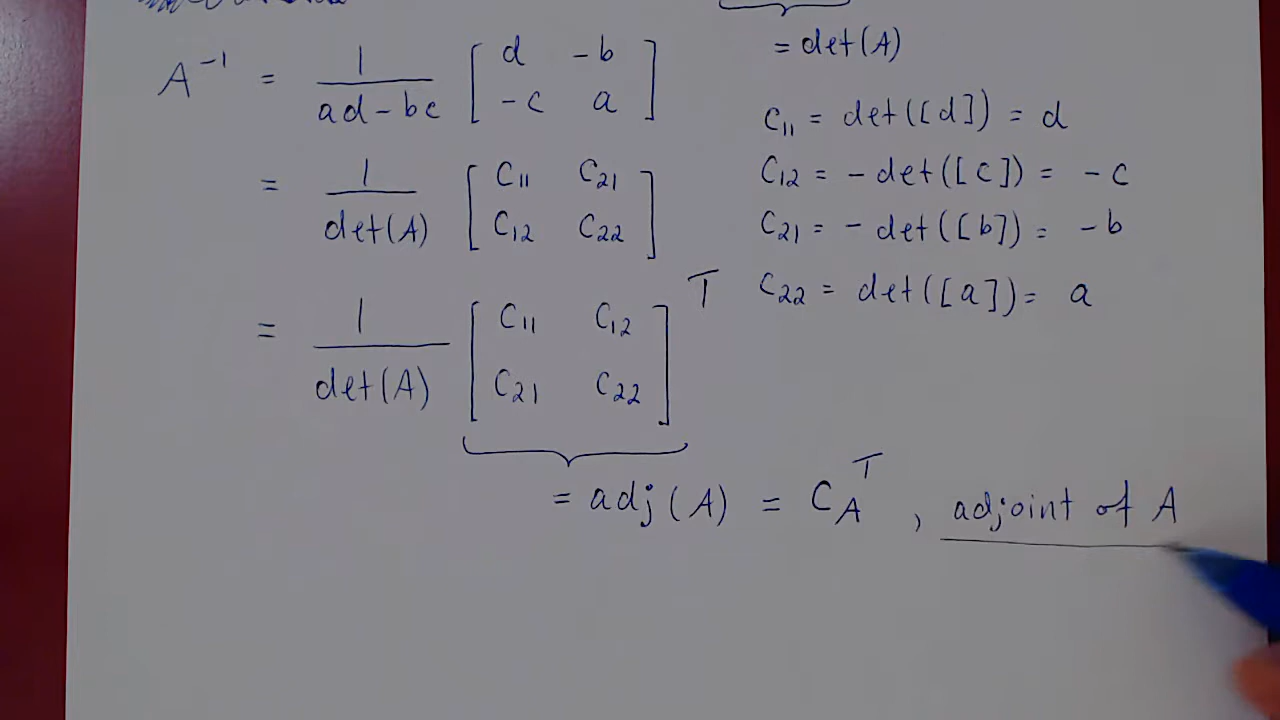 = det(A)
A⁻¹ = 1/(ad-bc) [d -b; -c a]
c₁₁ = det([d]) = d
= 1/det(A) [C₁₁ C₂₁; C₁₂ C₂₂]
C₁₂ = - det([c]) = -c
C₂₁ = - det([b]) = -b
C₂₂ = det([a]) = a
= 1/det(A) [C₁₁ C₁₂; C₂₁ C₂₂]ᵀ
= adj(A) = C_Aᵀ , adjoint of A